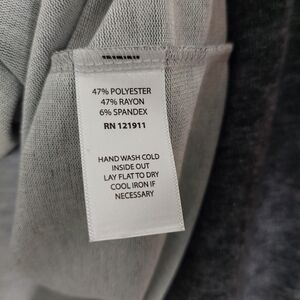 47% POLYESTER
47% RAYON
6% SPANDEX
RN 121911
HAND WASH COLD
INSIDE OUT
LAY FLAT TO DRY
COOL IRON IF
NECESSARY